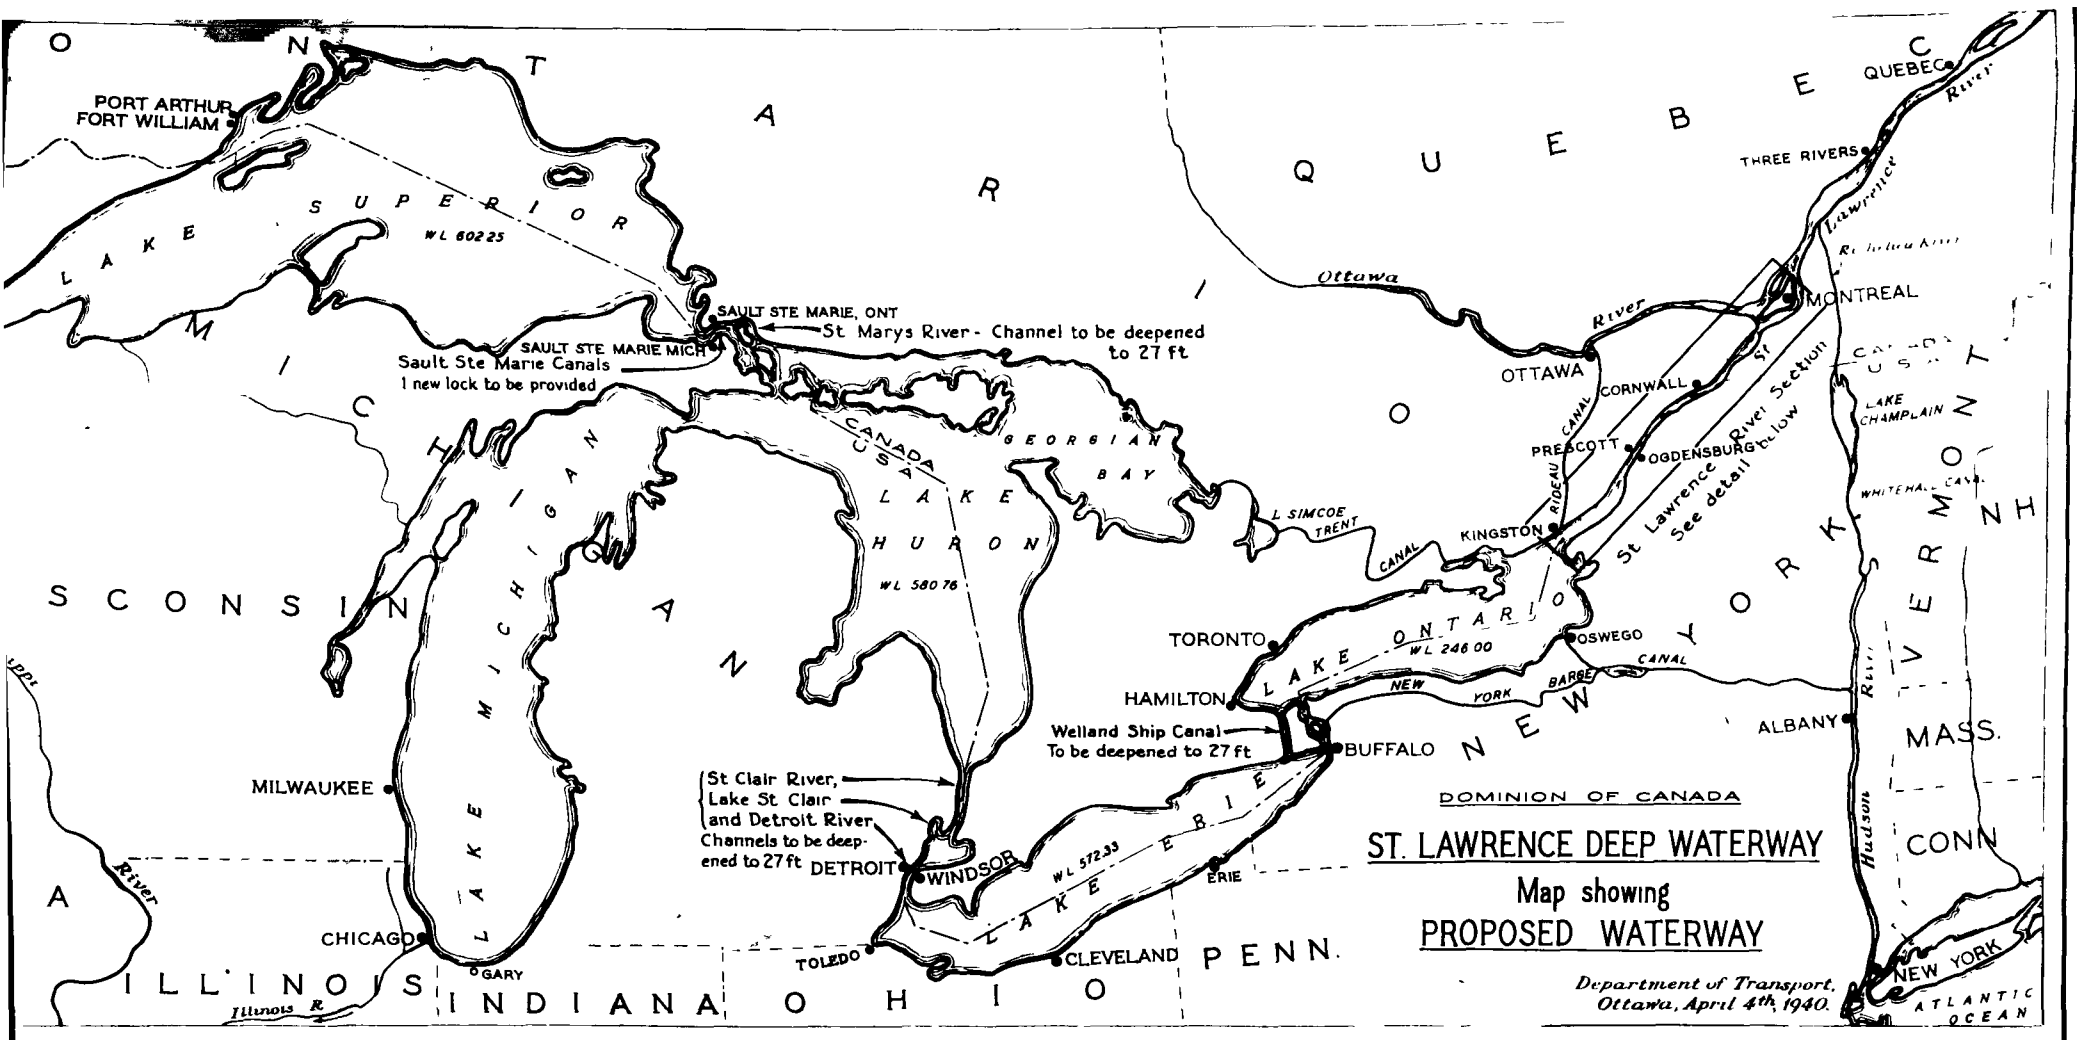 ONTARIO
QUEBEC
PORT ARTHUR
FORT WILLIAM
QUEBEC
River
THREE RIVERS
Lawrence
LAKE SUPERIOR
WL 602 25
MICHIGAN
SAULT STE MARIE, ONT
St Marys River - Channel to be deepened
to 27 ft
SAULT STE MARIE MICH
Sault Ste Marie Canals
1 new lock to be provided
Ottawa River
MONTREAL
OTTAWA
CORNWALL
St
RIDEAU CANAL
PRESCOTT
OGDENSBURG
St Lawrence River Section
See detail below
CANADA
U S A
LAKE
CHAMPLAIN
VERMONT
NH
CANADA
USA
GEORGIAN
BAY
LAKE
HURON
WL 580 76
L SIMCOE
TRENT
CANAL
KINGSTON
LAKE MICHIGAN
SCONSIN
TORONTO
LAKE ONTARIO
WL 246 00
OSWEGO
HAMILTON
NEW YORK BARGE CANAL
NEW YORK
Welland Ship Canal
To be deepened to 27 ft
BUFFALO
ALBANY
River
Hudson
MASS.
CONN
MILWAUKEE
St Clair River,
Lake St Clair
and Detroit River
Channels to be deep-
ened to 27 ft
DETROIT
WINDSOR
LAKE ERIE
WL 572 33
ERIE
DOMINION OF CANADA
ST. LAWRENCE DEEP WATERWAY
Map showing
PROPOSED WATERWAY
Department of Transport,
Ottawa, April 4th, 1940.
River
A
CHICAGO
GARY
ILLINOIS
Illinois R
INDIANA
OHIO
TOLEDO
CLEVELAND
PENN.
NEW YORK
ATLANTIC
OCEAN